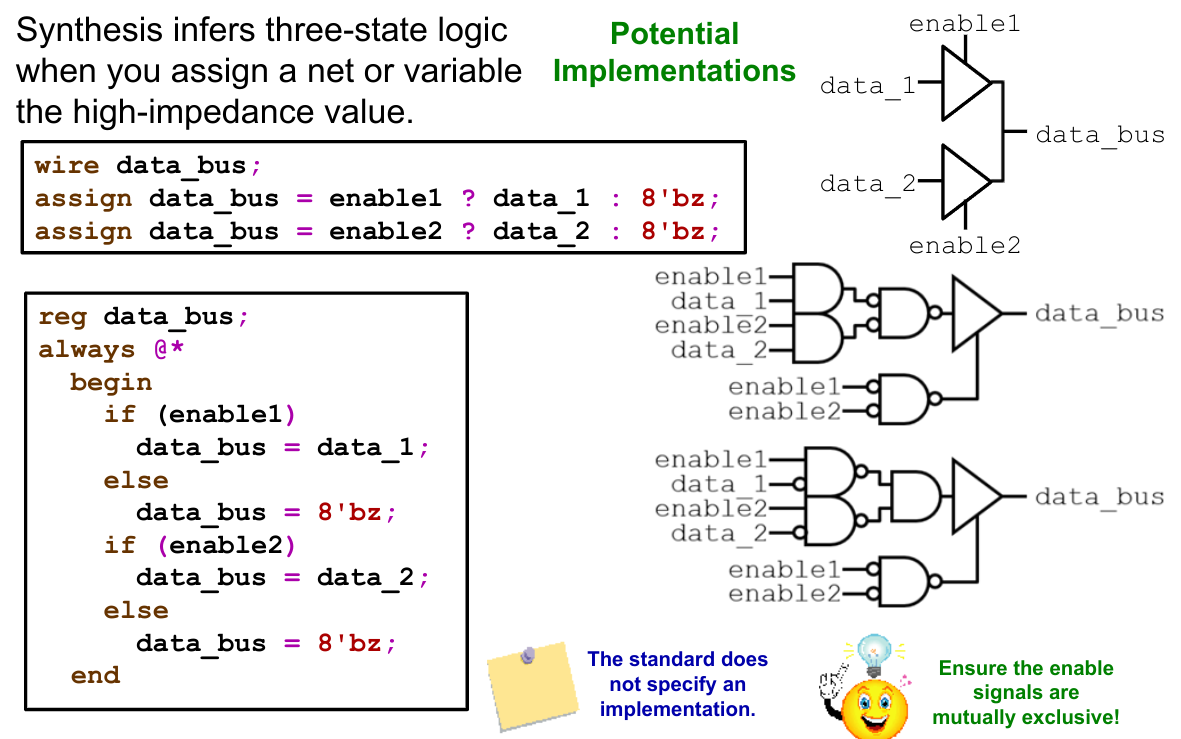 Synthesis infers three-state logic
when you assign a net or variable
the high-impedance value.
Potential
Implementations
wire data_bus;
assign data_bus = enable1 ? data_1 : 8'bz;
assign data_bus = enable2 ? data_2 : 8'bz;
reg data_bus;
always @*
begin
if (enable1)
data_bus = data_1;
else
data_bus = 8'bz;
if (enable2)
data_bus = data_2;
else
data_bus = 8'bz;
end
enable1
data_1
data_bus
data_2
enable2
enable1
data_1
enable2
data_2
data_bus
enable1
enable2
enable1
data_1
enable2
data_2
data_bus
enable1
enable2
The standard does
not specify an
implementation.
Ensure the enable
signals are
mutually exclusive!